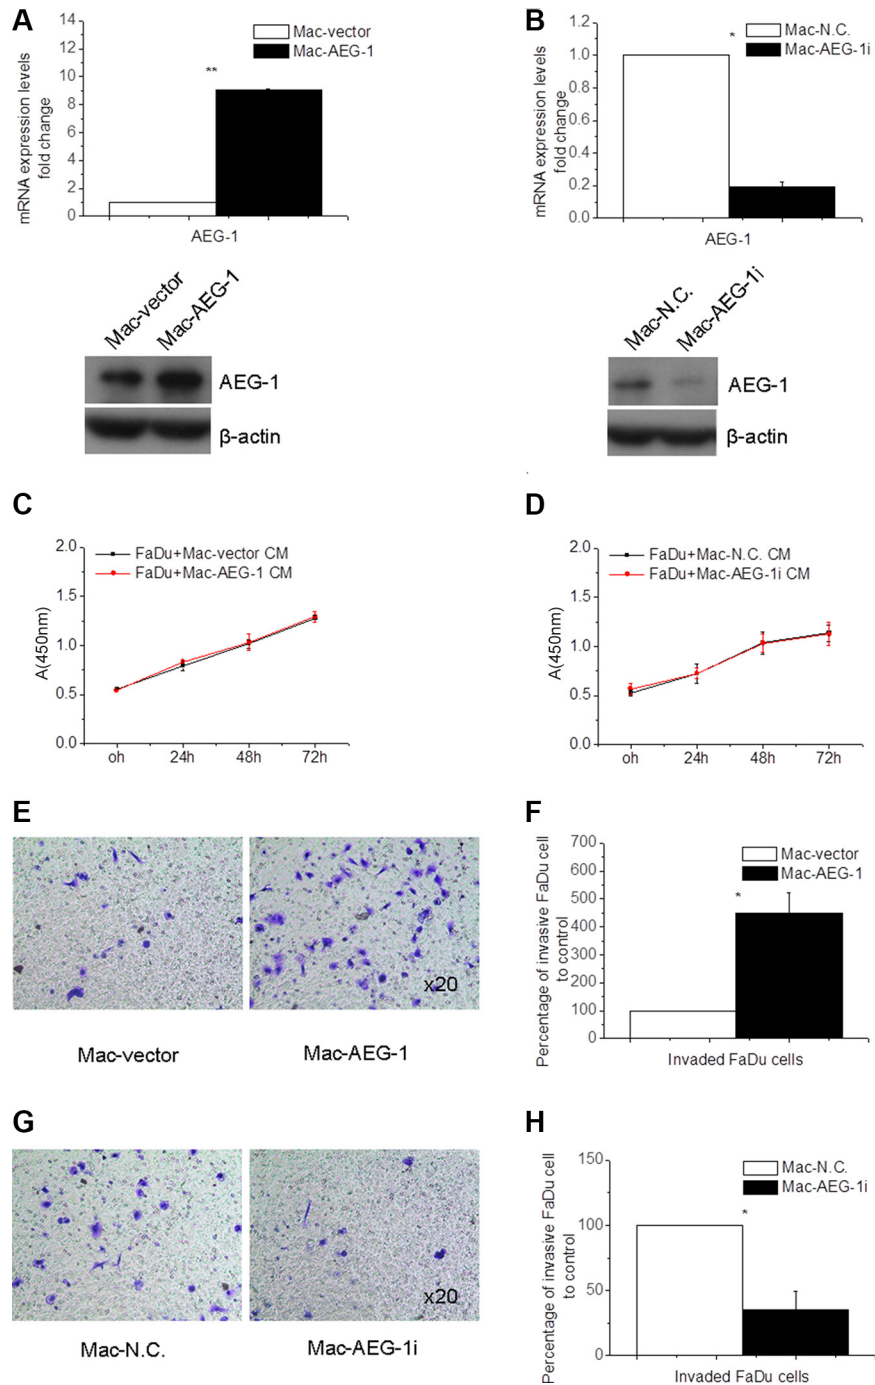 A
mRNA expression levels
fold change
14
12
10
8
6
4
2
0
Mac-vector
Mac-AEG-1
**
AEG-1
Mac-vector
Mac-AEG-1
AEG-1
β-actin
B
mRNA expression levels
fold change
1.2
1.0
0.8
0.6
0.4
0.2
0.0
Mac-N.C.
Mac-AEG-1i
*
AEG-1
Mac-N.C.
Mac-AEG-1i
AEG-1
β-actin
C
A(450nm)
2.0
1.5
1.0
0.5
0.0
FaDu+Mac-vector CM
FaDu+Mac-AEG-1 CM
oh 24h 48h 72h
D
A(450nm)
2.0
1.5
1.0
0.5
0.0
FaDu+Mac-N.C. CM
FaDu+Mac-AEG-1i CM
oh 24h 48h 72h
E
x20
Mac-vector
Mac-AEG-1
F
Percentage of invasive FaDu cell
to control
700
600
500
400
300
200
100
0
Mac-vector
Mac-AEG-1
*
Invaded FaDu cells
G
x20
Mac-N.C.
Mac-AEG-1i
H
Percentage of invasive FaDu cell
to control
150
100
50
0
Mac-N.C.
Mac-AEG-1i
*
Invaded FaDu cells